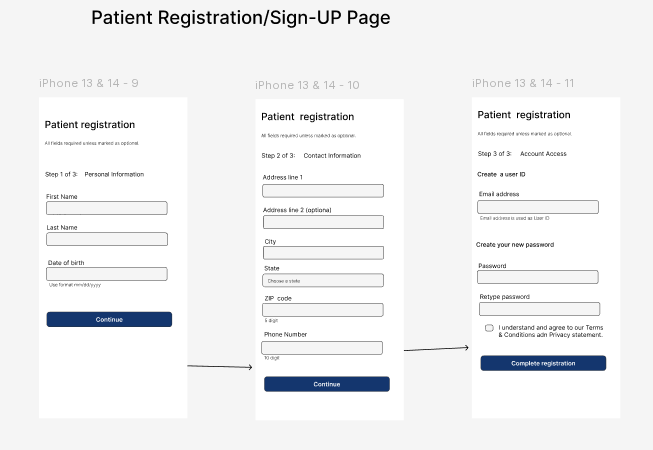 Patient Registration/Sign-UP Page
iPhone 13 & 14 - 9
Patient registration
All fields required unless marked as optional.
Step 1 of 3: Personal Information
First Name
Last Name
Date of birth
Use format mm/dd/yyyy
Continue
iPhone 13 & 14 - 10
Patient registration
All fields required unless marked as optional.
Step 2 of 3: Contact Information
Address line 1
Address line 2 (optiona)
City
State
Choose a state
ZIP code
5 digit
Phone Number
10 digit
Continue
iPhone 13 & 14 - 11
Patient registration
All fields required unless marked as optional.
Step 3 of 3: Account Access
Create a user ID
Email address
Email address is used as User ID
Create your new password
Password
Retype password
I understand and agree to our Terms
& Conditions adn Privacy statement.
Complete registration